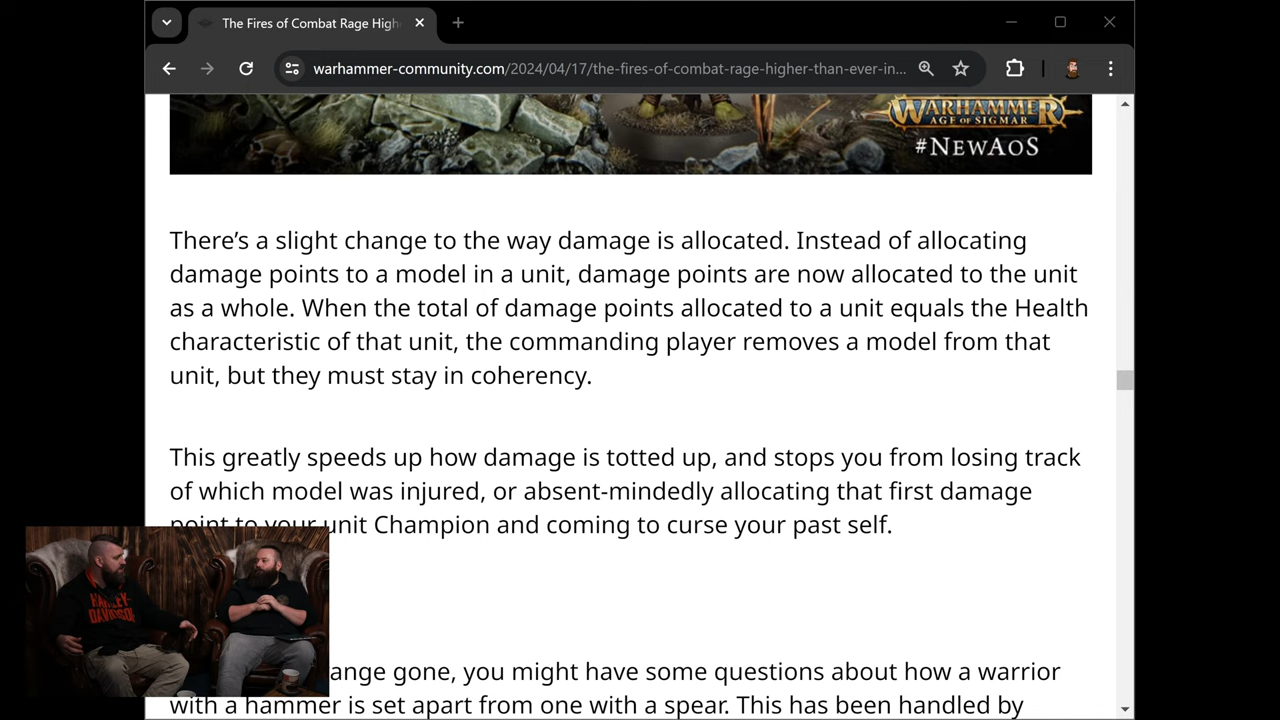 The Fires of Combat Rage High
warhammer-community.com/2024/04/17/the-fires-of-combat-rage-higher-than-ever-in...
WARHAMMER
AGE OF SIGMAR
#NEWAOS
There's a slight change to the way damage is allocated. Instead of allocating
damage points to a model in a unit, damage points are now allocated to the unit
as a whole. When the total of damage points allocated to a unit equals the Health
characteristic of that unit, the commanding player removes a model from that
unit, but they must stay in coherency.
This greatly speeds up how damage is totted up, and stops you from losing track
of which model was injured, or absent-mindedly allocating that first damage
point to your unit Champion and coming to curse your past self.
HARLEY-
DAVIDSON
ange gone, you might have some questions about how a warrior
with a hammer is set apart from one with a spear. This has been handled by